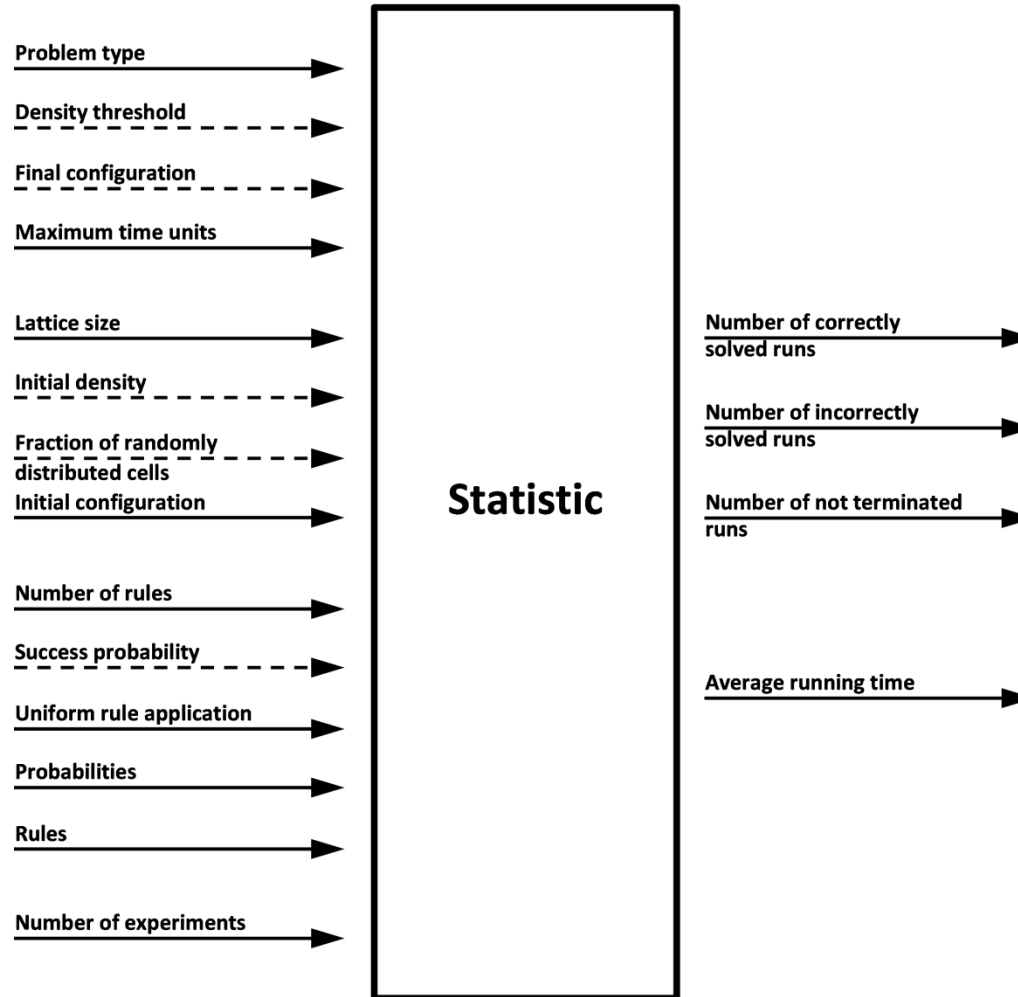 Problem type
Density threshold
Final configuration
Maximum time units
Lattice size
Initial density
Fraction of randomly
distributed cells
Initial configuration
Number of rules
Success probability
Uniform rule application
Probabilities
Rules
Number of experiments
Statistic
Number of correctly
solved runs
Number of incorrectly
solved runs
Number of not terminated
runs
Average running time